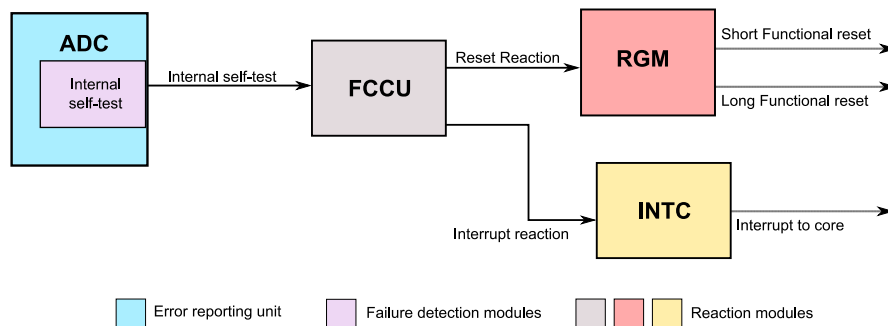 ADC
Internal
self-test
Internal self-test
FCCU
Reset Reaction
RGM
Short Functional reset
Long Functional reset
Interrupt reaction
INTC
Interrupt to core
Error reporting unit
Failure detection modules
Reaction modules